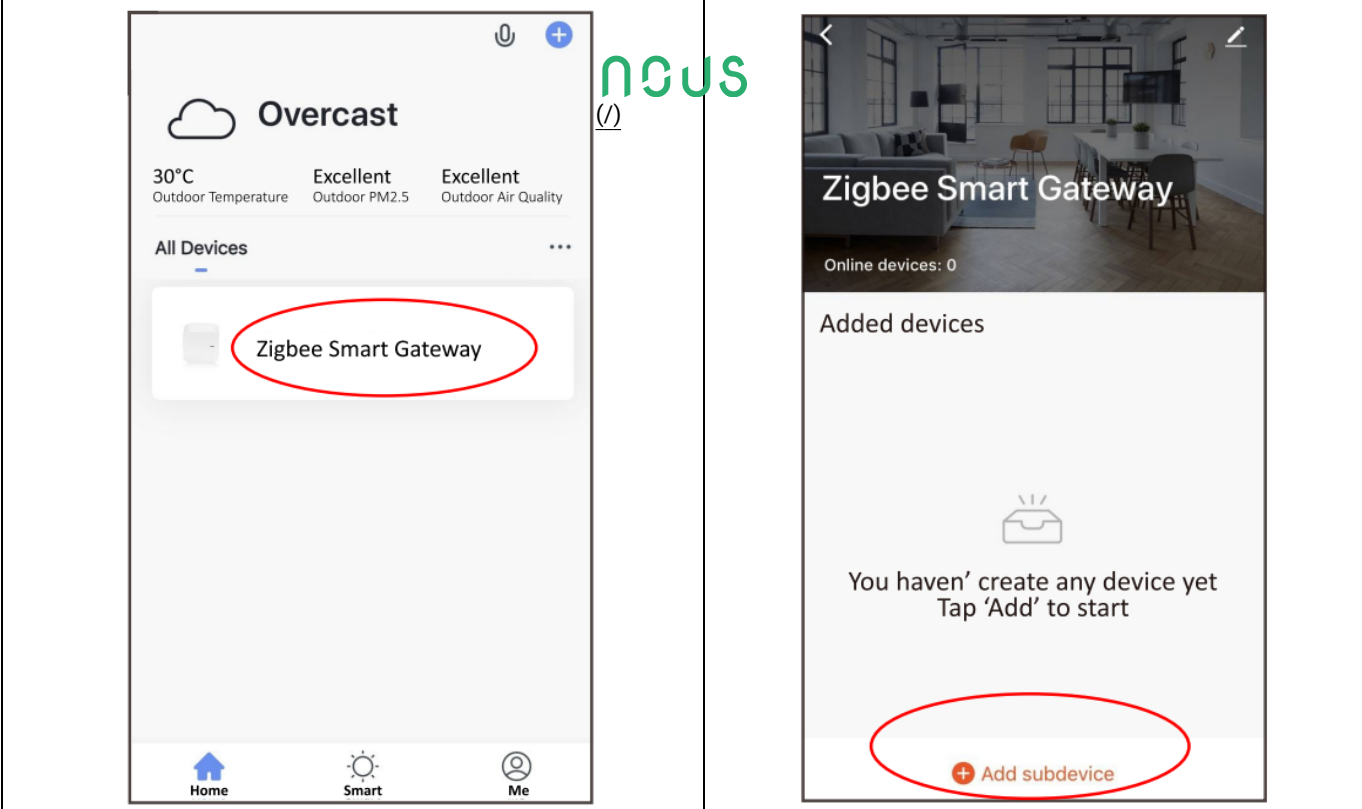 nous
(/)
Overcast
30°C Excellent Excellent
Outdoor Temperature Outdoor PM2.5 Outdoor Air Quality
All Devices
Zigbee Smart Gateway
Home Smart Me
Zigbee Smart Gateway
Online devices: 0
Added devices
You haven’ create any device yet
Tap ‘Add’ to start
Add subdevice